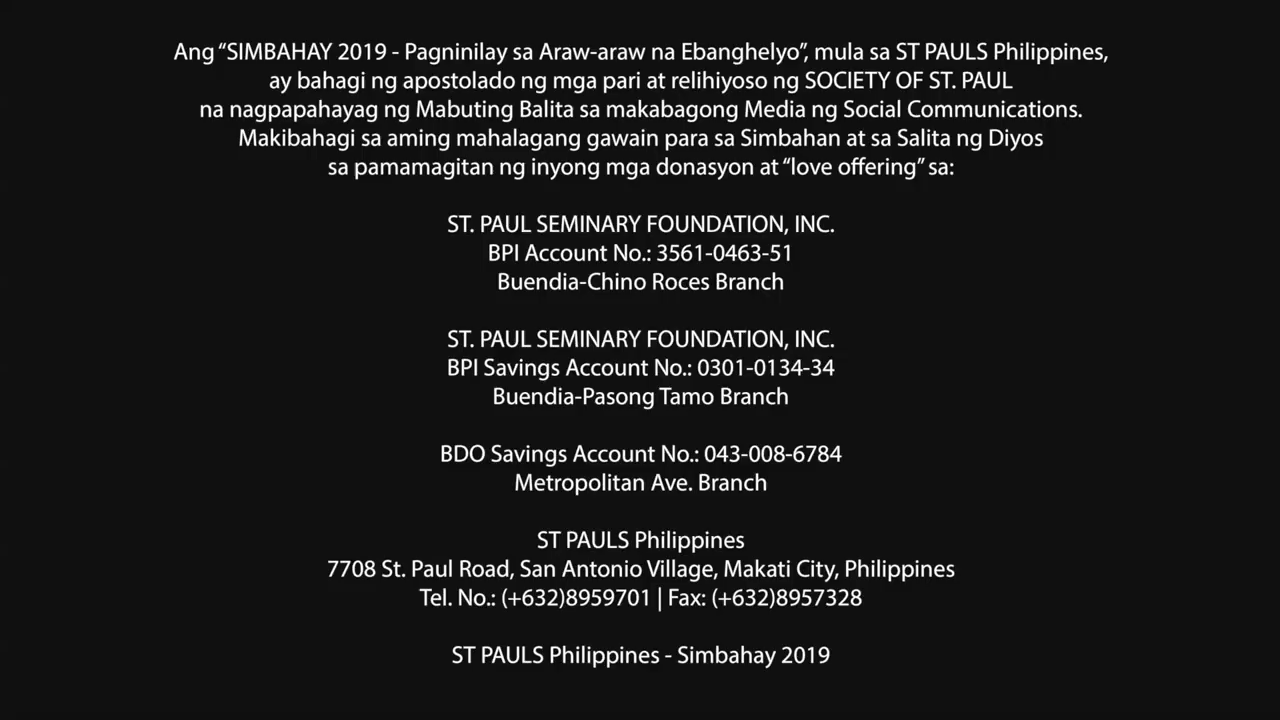 Ang “SIMBAHAY 2019 - Pagninilay sa Araw-araw na Ebanghelyo”, mula sa ST PAULS Philippines,
ay bahagi ng apostolado ng mga pari at relihiyoso ng SOCIETY OF ST. PAUL
na nagpapahayag ng Mabuting Balita sa makabagong Media ng Social Communications.
Makibahagi sa aming mahalagang gawain para sa Simbahan at sa Salita ng Diyos
sa pamamagitan ng inyong mga donasyon at “love offering” sa:
ST. PAUL SEMINARY FOUNDATION, INC.
BPI Account No.: 3561-0463-51
Buendia-Chino Roces Branch
ST. PAUL SEMINARY FOUNDATION, INC.
BPI Savings Account No.: 0301-0134-34
Buendia-Pasong Tamo Branch
BDO Savings Account No.: 043-008-6784
Metropolitan Ave. Branch
ST PAULS Philippines
7708 St. Paul Road, San Antonio Village, Makati City, Philippines
Tel. No.: (+632)8959701 | Fax: (+632)8957328
ST PAULS Philippines - Simbahay 2019